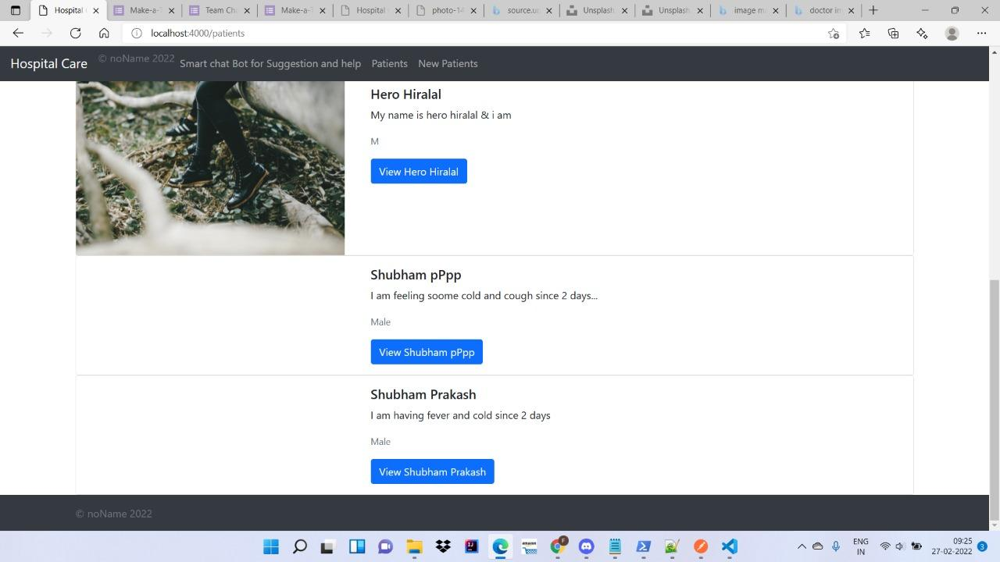 Hospital
Make-a-T
Team Cha
Make-a-T
Hospital
photo-14
source.un
Unsplash
Unsplash
image m
doctor in
localhost:4000/patients
Hospital Care
© noName 2022
Smart chat Bot for Suggestion and help
Patients
New Patients
Hero Hiralal
My name is hero hiralal & i am
M
View Hero Hiralal
Shubham pPpp
I am feeling soome cold and cough since 2 days...
Male
View Shubham pPpp
Shubham Prakash
I am having fever and cold since 2 days
Male
View Shubham Prakash
© noName 2022
amazon
F
ENG
IN
09:25
27-02-2022
3